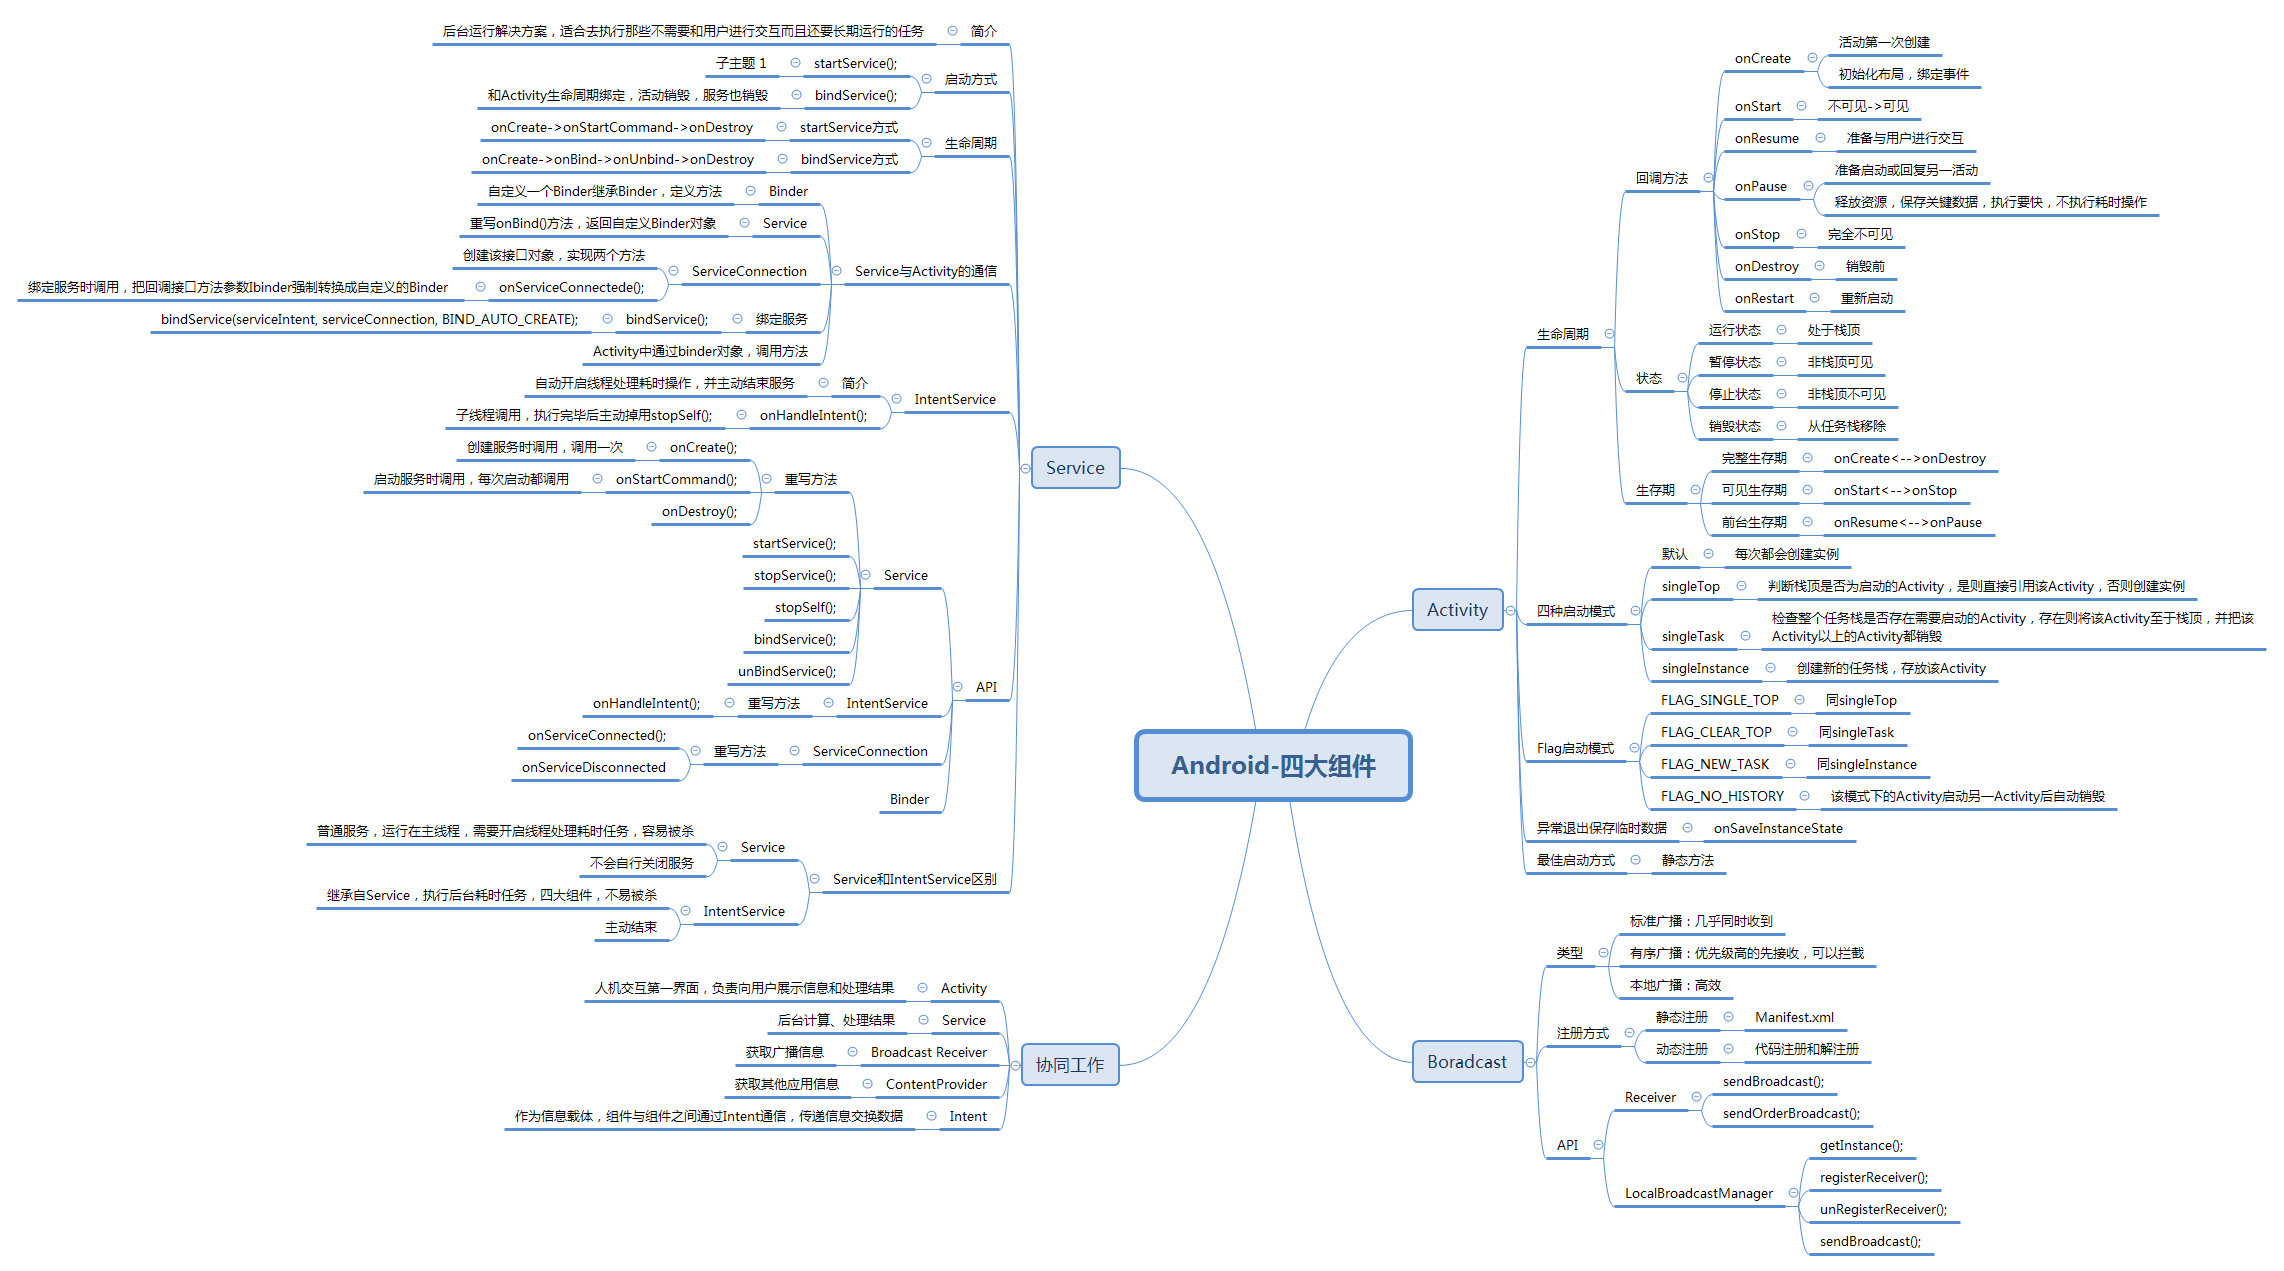 Android-四大组件
Activity
生命周期
回调方法
onCreate
活动第一次创建
初始化布局，绑定事件
onStart
不可见->可见
onResume
准备与用户进行交互
onPause
准备启动或回复另一活动
释放资源，保存关键数据，执行要快，不执行耗时操作
onStop
完全不可见
onDestroy
销毁前
onRestart
重新启动
状态
运行状态
处于栈顶
暂停状态
非栈顶可见
停止状态
非栈顶不可见
销毁状态
从任务栈移除
生存期
完整生存期
onCreate<-->onDestroy
可见生存期
onStart<-->onStop
前台生存期
onResume<-->onPause
四种启动模式
默认
每次都会创建实例
singleTop
判断栈顶是否为启动的Activity，是则直接引用该Activity，否则创建实例
singleTask
检查整个任务栈是否存在需要启动的Activity，存在则将该Activity至于栈顶，并把该
Activity以上的Activity都销毁
singleInstance
创建新的任务栈，存放该Activity
Flag启动模式
FLAG_SINGLE_TOP
同singleTop
FLAG_CLEAR_TOP
同singleTask
FLAG_NEW_TASK
同singleInstance
FLAG_NO_HISTORY
该模式下的Activity启动另一Activity后自动销毁
异常退出保存临时数据
onSaveInstanceState
最佳启动方式
静态方法
Boradcast
类型
标准广播：几乎同时收到
有序广播：优先级高的先接收，可以拦截
本地广播：高效
注册方式
静态注册
Manifest.xml
动态注册
代码注册和解注册
API
Receiver
sendBroadcast();
sendOrderBroadcast();
LocalBroadcastManager
getInstance();
registerReceiver();
unRegisterReceiver();
sendBroadcast();
Service
简介
后台运行解决方案，适合去执行那些不需要和用户进行交互而且还要长期运行的任务
启动方式
startService();
子主题 1
bindService();
和Activity生命周期绑定，活动销毁，服务也销毁
生命周期
startService方式
onCreate->onStartCommand->onDestroy
bindService方式
onCreate->onBind->onUnbind->onDestroy
Service与Activity的通信
Binder
自定义一个Binder继承Binder，定义方法
Service
重写onBind()方法，返回自定义Binder对象
ServiceConnection
创建该接口对象，实现两个方法
onServiceConnectede();
绑定服务时调用，把回调接口方法参数Ibinder强制转换成自定义的Binder
绑定服务
bindService();
bindService(serviceIntent, serviceConnection, BIND_AUTO_CREATE);
Activity中通过binder对象，调用方法
IntentService
简介
自动开启线程处理耗时操作，并主动结束服务
onHandleIntent();
子线程调用，执行完毕后主动掉用stopSelf();
API
Service
重写方法
onCreate();
创建服务时调用，调用一次
onStartCommand();
启动服务时调用，每次启动都调用
onDestroy();
startService();
stopService();
stopSelf();
bindService();
unBindService();
IntentService
重写方法
onHandleIntent();
ServiceConnection
重写方法
onServiceConnected();
onServiceDisconnected
Binder
Service和IntentService区别
Service
普通服务，运行在主线程，需要开启线程处理耗时任务，容易被杀
不会自行关闭服务
IntentService
继承自Service，执行后台耗时任务，四大组件，不易被杀
主动结束
协同工作
Activity
人机交互第一界面，负责向用户展示信息和处理结果
Service
后台计算、处理结果
Broadcast Receiver
获取广播信息
ContentProvider
获取其他应用信息
Intent
作为信息载体，组件与组件之间通过Intent通信，传递信息交换数据